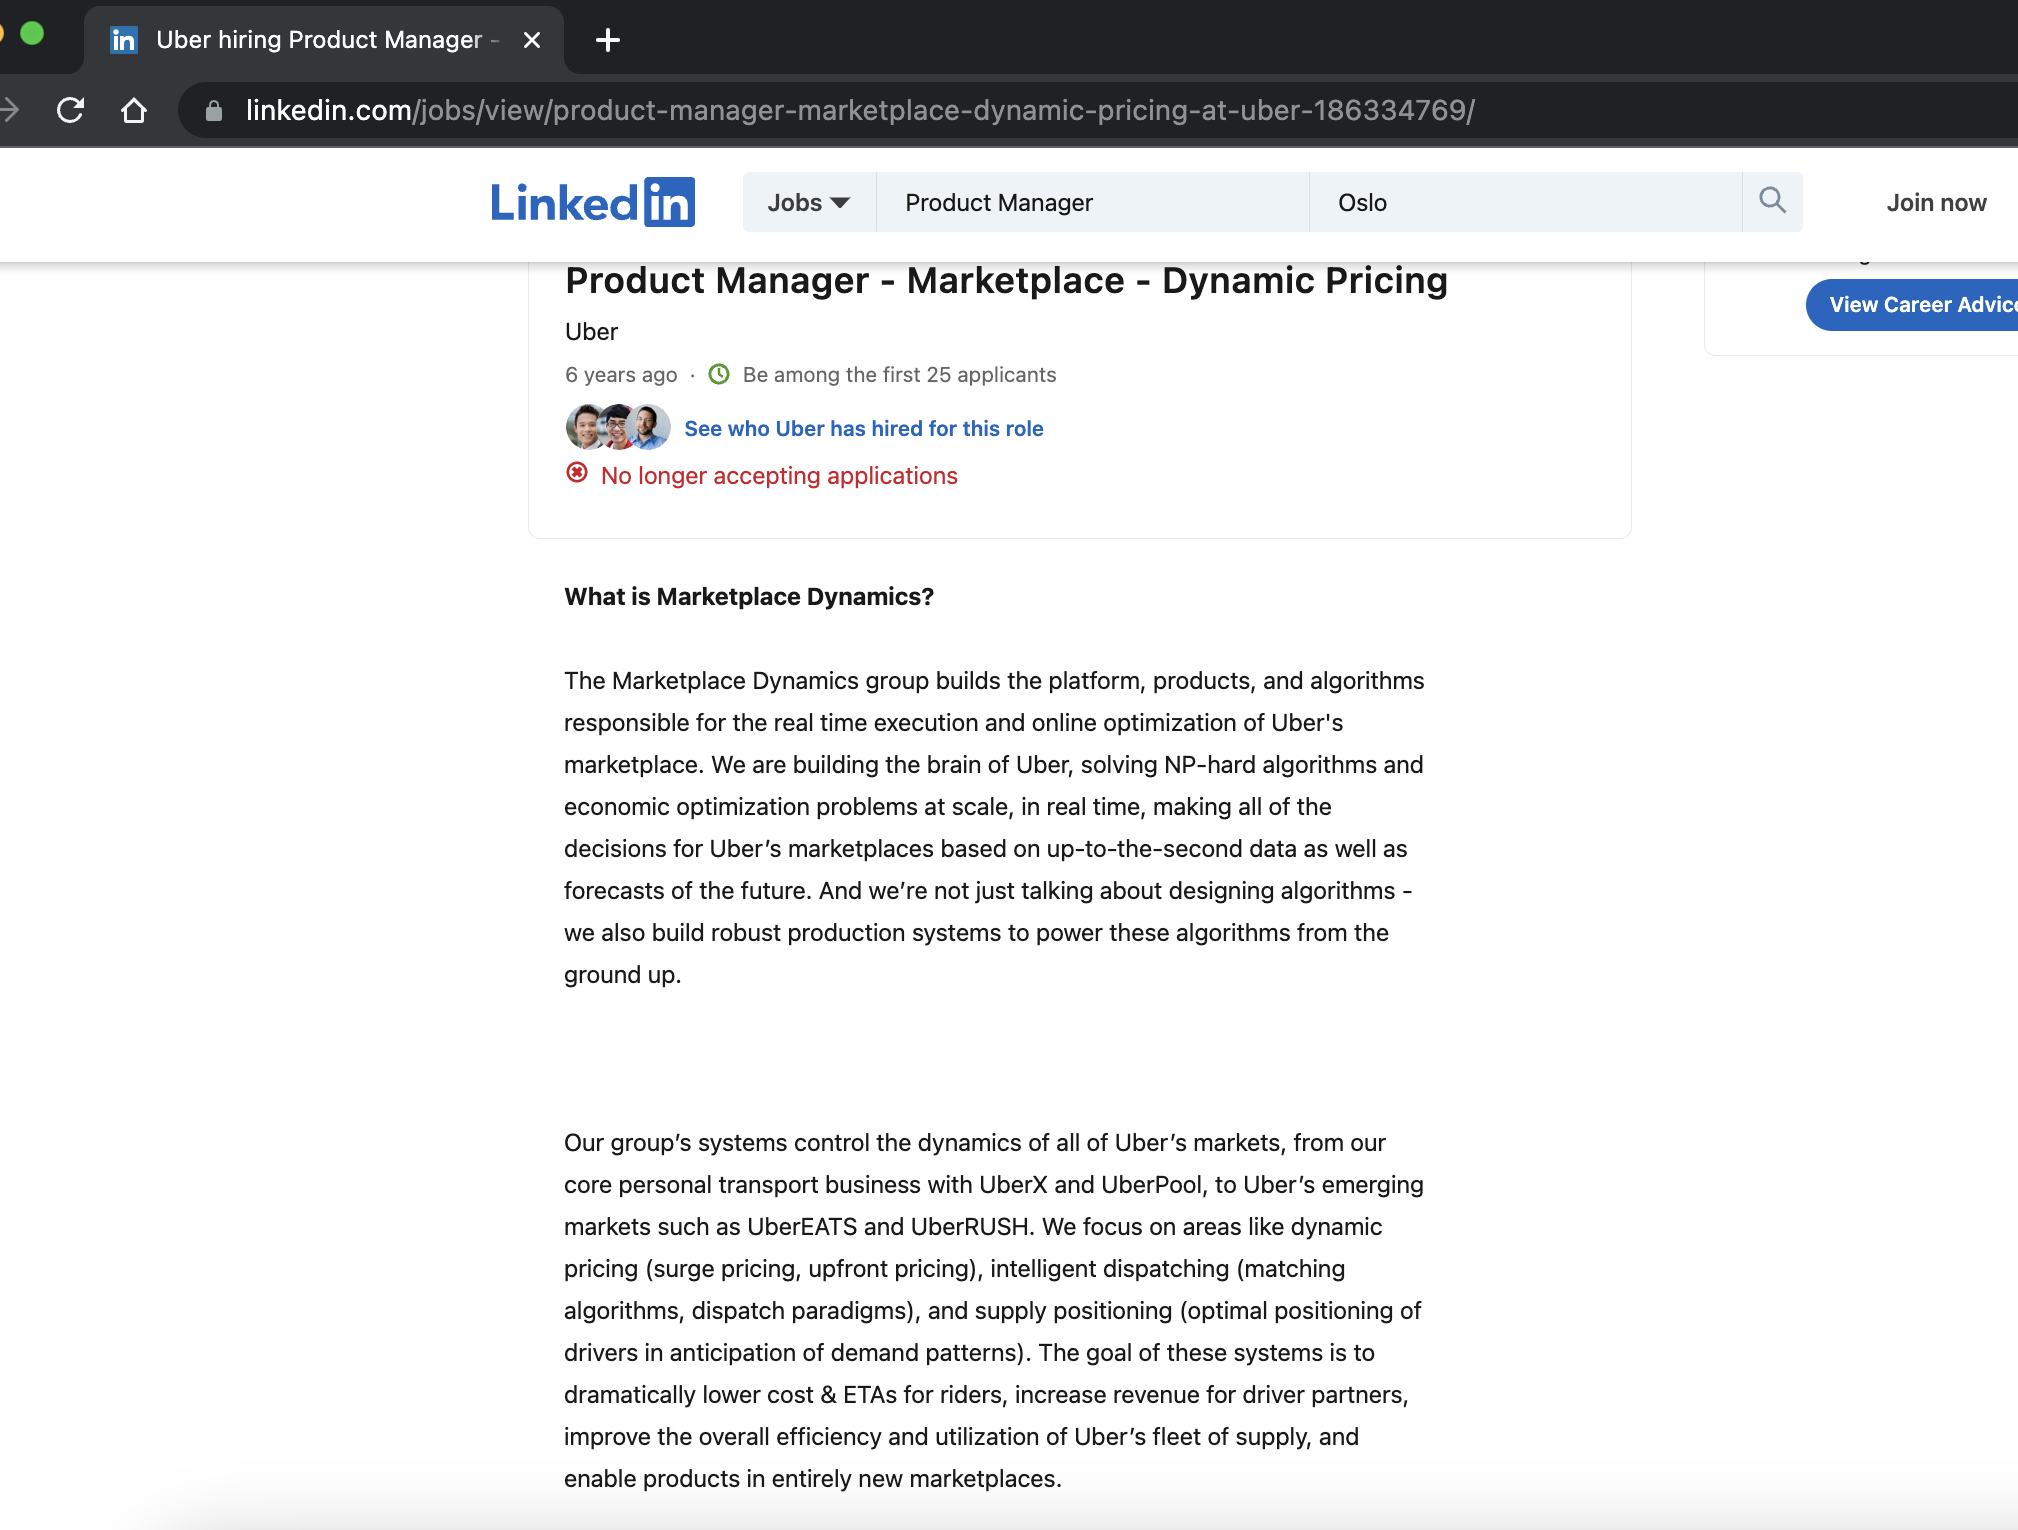 in Uber hiring Product Manager -
linkedin.com/jobs/view/product-manager-marketplace-dynamic-pricing-at-uber-186334769/
Linkedin Jobs Product Manager Oslo Join now
Product Manager - Marketplace - Dynamic Pricing
View Career Advice
Uber
6 years ago · Be among the first 25 applicants
See who Uber has hired for this role
No longer accepting applications
What is Marketplace Dynamics?
The Marketplace Dynamics group builds the platform, products, and algorithms
responsible for the real time execution and online optimization of Uber's
marketplace. We are building the brain of Uber, solving NP-hard algorithms and
economic optimization problems at scale, in real time, making all of the
decisions for Uber’s marketplaces based on up-to-the-second data as well as
forecasts of the future. And we’re not just talking about designing algorithms -
we also build robust production systems to power these algorithms from the
ground up.
Our group’s systems control the dynamics of all of Uber’s markets, from our
core personal transport business with UberX and UberPool, to Uber’s emerging
markets such as UberEATS and UberRUSH. We focus on areas like dynamic
pricing (surge pricing, upfront pricing), intelligent dispatching (matching
algorithms, dispatch paradigms), and supply positioning (optimal positioning of
drivers in anticipation of demand patterns). The goal of these systems is to
dramatically lower cost & ETAs for riders, increase revenue for driver partners,
improve the overall efficiency and utilization of Uber’s fleet of supply, and
enable products in entirely new marketplaces.